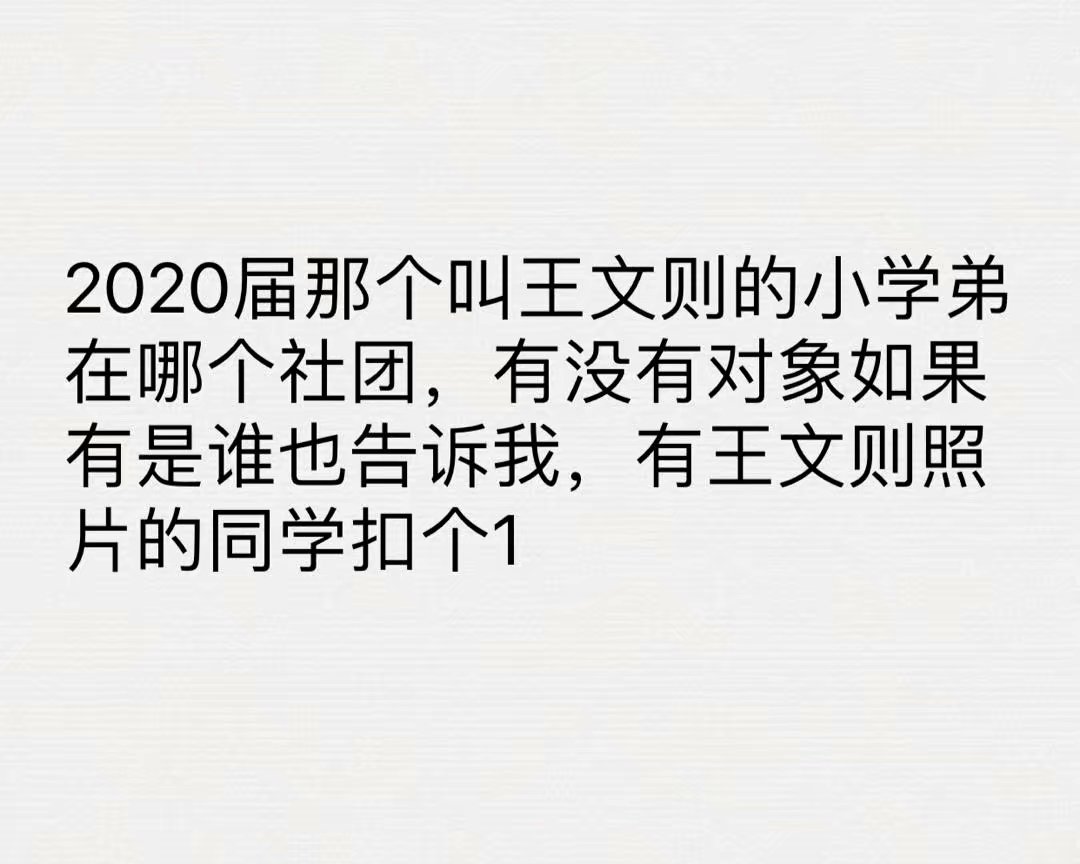 2020届那个叫王文则的小学弟
在哪个社团，有没有对象如果
有是谁也告诉我，有王文则照
片的同学扣个1